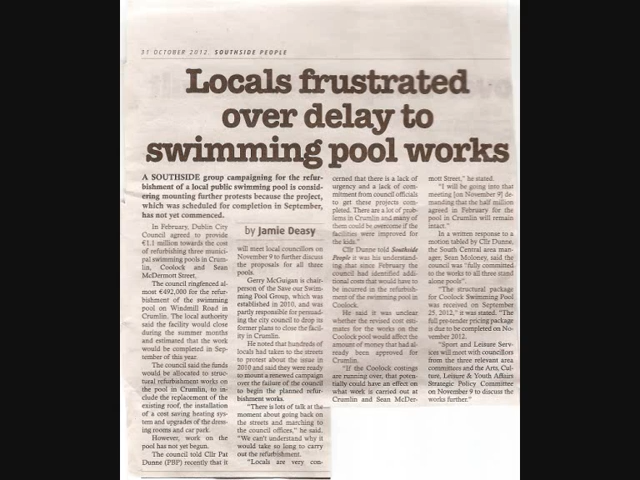 31 OCTOBER 2012, SOUTHSIDE PEOPLE
Locals frustrated
over delay to
swimming pool works
A SOUTHSIDE group campaigning for the refur-
bishment of a local public swimming pool is consid-
ering mounting further protests because the project,
which was scheduled for completion in September,
has not yet commenced.
In February, Dublin City
Council agreed to provide
€1.1 million towards the cost
of refurbishing three munici-
pal swimming pools in Crum-
lin, Coolock and Sean
McDermott Street.
The council ringfenced al-
most €492,000 for the refur-
bishment of the swimming
pool on Windmill Road in
Crumlin. The local authority
said the facility would close
during the summer months
and estimated that the work
would be completed in Sep-
tember of this year.
The council said the funds
would be allocated to struc-
tural refurbishment works on
the pool in Crumlin, to in-
clude the replacement of the
existing roof, the installation
of a cost saving heating sys-
tem and upgrades of the dress-
ing rooms and car park.
However, work on the
pool has not yet begun.
The council told Cllr Pat
Dunne (PBP) recently that it
by Jamie Deasy
will meet local councillors on
November 9 to further discuss
the proposals for all three
pools.
Gerry McGuigan is chair-
person of the Save our Swim-
ming Pool Group, which was
established in 2010, and was
partly responsible for persuad-
ing the city council to drop its
former plans to close the facil-
ity in Crumlin.
He noted that hundreds of
locals had taken to the streets
to protest about the issue in
2010 and said they were ready
to mount a renewed campaign
over the failure of the council
to begin the planned refur-
bishment works.
"There is lots of talk at the
moment about going back on
the streets and marching to
the council offices," he said.
"We can't understand why it
would take so long to carry
out the refurbishment.
"Locals are very con-
cerned that there is a lack of
urgency and a lack of com-
mitment from council officials
to get these projects com-
pleted. There are a lot of prob-
lems in Crumlin and many of
them could be overcome if the
facilities were improved for
the kids."
Cllr Dunne told Southside
People it was his understand-
ing that since February the
council had identified addi-
tional costs that would have to
be incurred in the refurbish-
ment of the swimming pool in
Coolock.
He said it was unclear
whether the revised cost esti-
mates for the works on the
Coolock pool would affect the
amount of money that had al-
ready been approved for
Crumlin.
"If the Coolock costings
are running over, that poten-
tially could have an effect on
what work is carried out at
Crumlin and Sean McDer-
mott Street," he stated.
"I will be going into that
meeting [on November 9]
demanding that the half million
agreed in February for the
pool in Crumlin will remain
intact."
In a written response to a
motion tabled by Cllr Dunne,
the South Central area man-
ager, Sean Moloney, said the
council was "fully committed
to the works to all three stand
alone pools".
"The structural package
for Coolock Swimming Pool
was received on September
25, 2012," it was stated. "The
full pre-tender pricing package
is due to be completed on No-
vember 2012.
"Sport and Leisure Serv-
ices will meet with councillors
from the three relevant area
committees and the Arts, Cul-
ture, Leisure & Youth Affairs
Strategic Policy Committee
on November 9 to discuss the
works further."